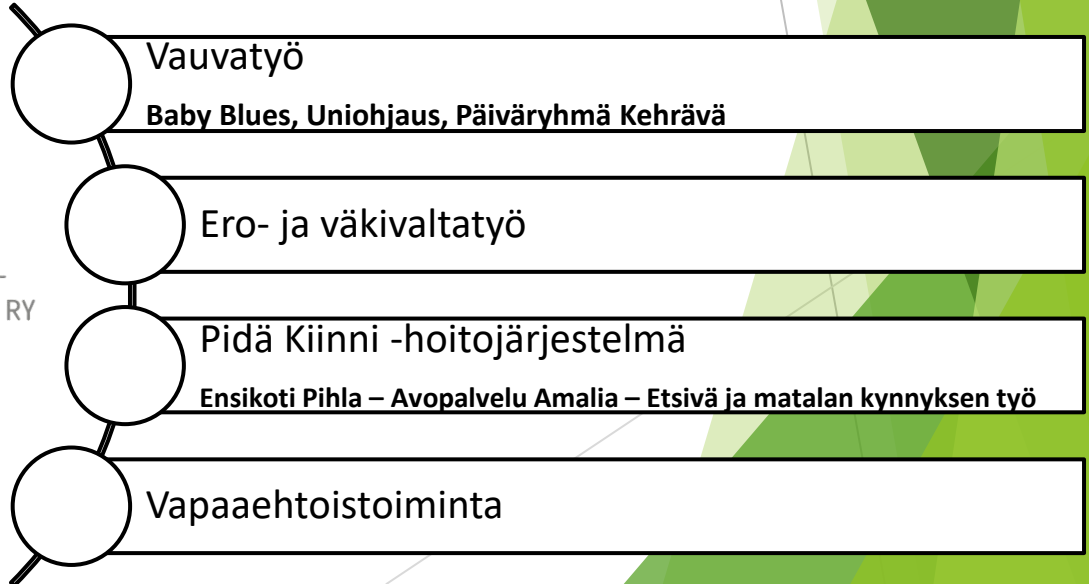 Vauvatyö
Baby Blues, Uniohjaus, Päiväryhmä Kehrävä
Ero- ja väkivaltatyö
-
RY
Pidä Kiinni -hoitojärjestelmä
Ensikoti Pihla – Avopalvelu Amalia – Etsivä ja matalan kynnyksen työ
Vapaaehtoistoiminta